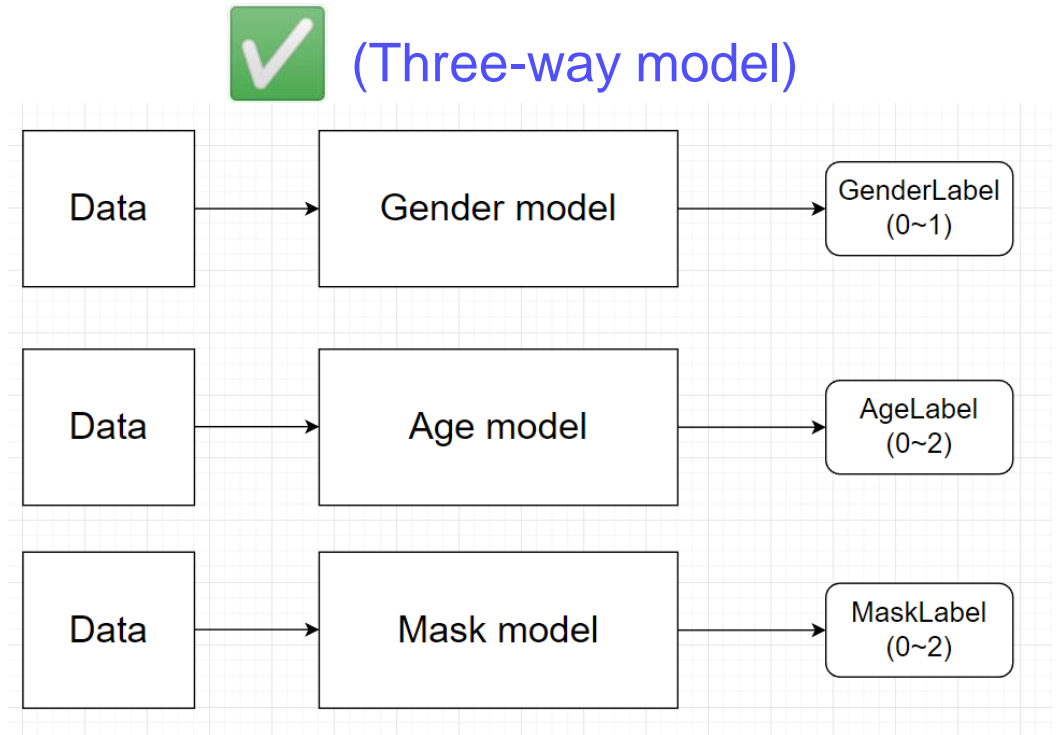 (Three-way model)
Data
Gender model
GenderLabel
(0~1)
Data
Age model
AgeLabel
(0~2)
Data
Mask model
MaskLabel
(0~2)